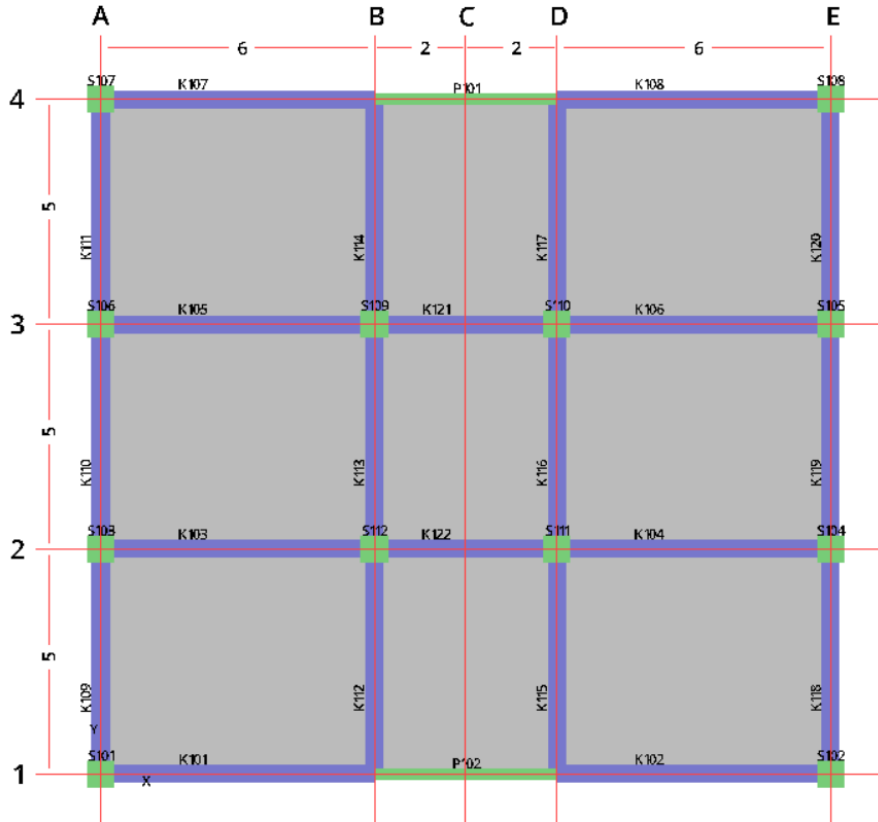 A B C D E
6 2 2 6
S107 K107 P101 K108 S108
4
5
K111 K114 K117 K120
S106 K105 S109 K121 S110 K106 S105
3
5
K110 K113 K116 K119
S103 K103 S112 K122 S111 K104 S104
2
5
K109 K112 K115 K118
Y
S101 K101 P102 K102 S102
1
X